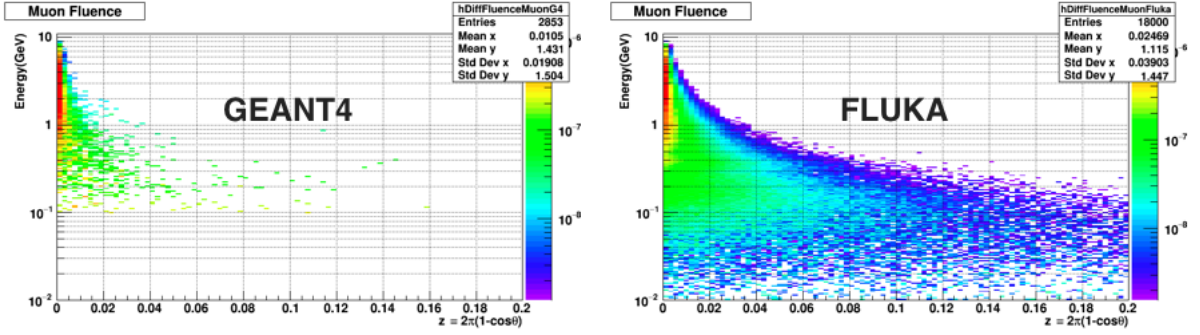 Muon Fluence
hDiffFluenceMuonG4
Entries 2853
Mean x 0.0105
Mean y 1.431
Std Dev x 0.01908
Std Dev y 1.504
Energy(GeV)
10
1
10⁻¹
10⁻²
GEANT4
10⁻⁷
10⁻⁸
0 0.02 0.04 0.06 0.08 0.1 0.12 0.14 0.16 0.18 0.2
z = 2π(1-cosθ)
Muon Fluence
hDiffFluenceMuonFluka
Entries 18000
Mean x 0.02469
Mean y 1.115
Std Dev x 0.03903
Std Dev y 1.447
Energy(GeV)
10
1
10⁻¹
10⁻²
FLUKA
10⁻⁷
10⁻⁸
0 0.02 0.04 0.06 0.08 0.1 0.12 0.14 0.16 0.18 0.2
z = 2π(1-cosθ)